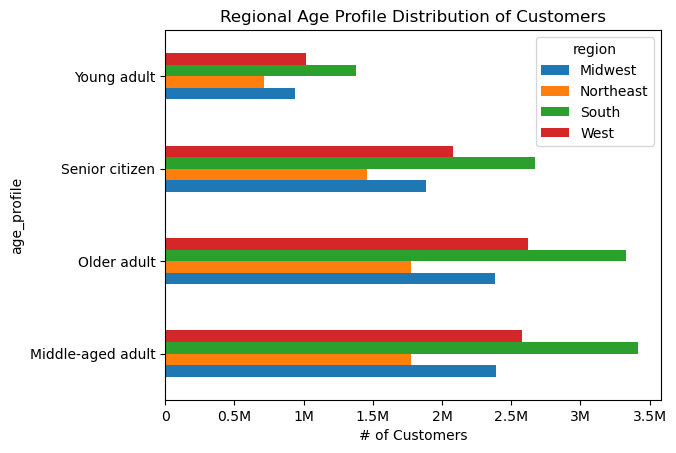 Regional Age Profile Distribution of Customers
region
Midwest
Northeast
South
West
age_profile
Young adult
Senior citizen
Older adult
Middle-aged adult
0 0.5M 1M 1.5M 2M 2.5M 3M 3.5M
# of Customers